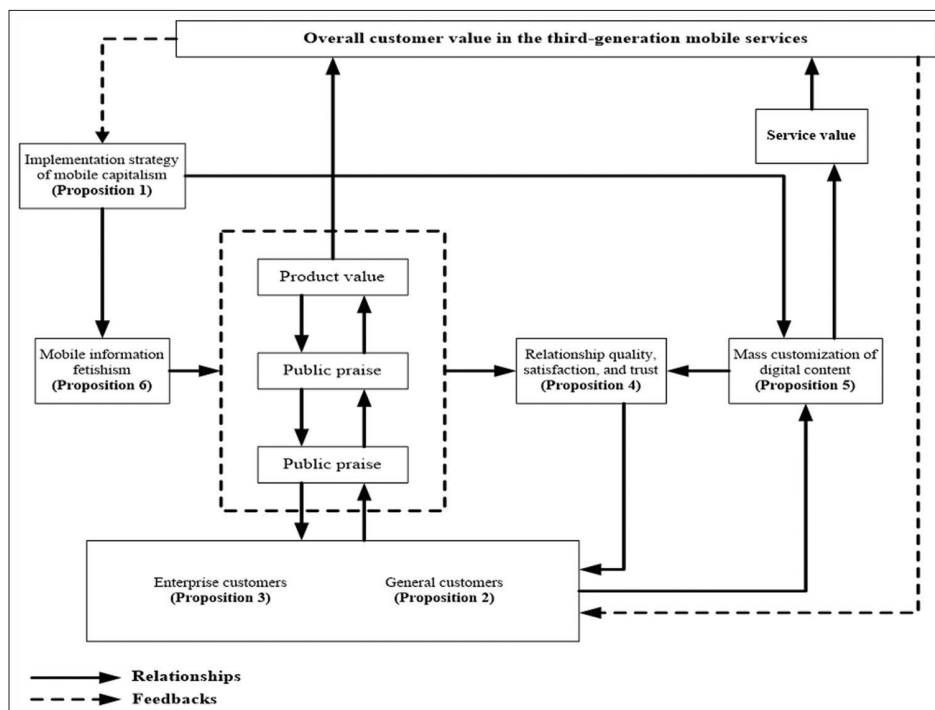 Overall customer value in the third-generation mobile services
Service value
Implementation strategy
of mobile capitalism
(Proposition 1)
Product value
Mobile information
fetishism
(Proposition 6)
Public praise
Relationship quality,
satisfaction, and trust
(Proposition 4)
Mass customization of
digital content
(Proposition 5)
Public praise
Enterprise customers
(Proposition 3)
General customers
(Proposition 2)
Relationships
Feedbacks